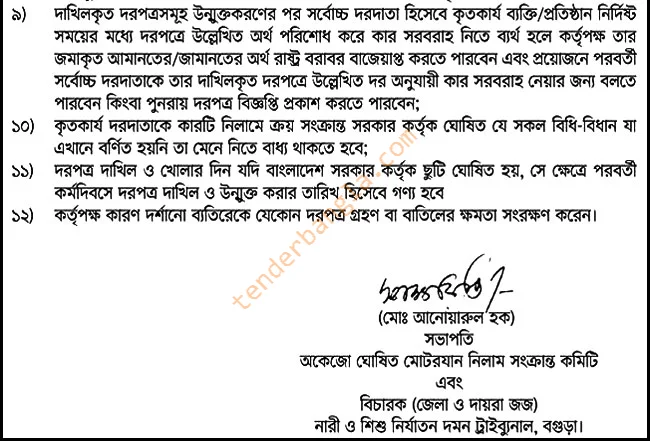 ৯) দাখিলকৃত দরপত্রসমূহ উন্মুক্তকরণের পর সর্বোচ্চ দরদাতা হিসেবে কৃতকার্য ব্যক্তি/প্রতিষ্ঠান নির্দিষ্ট
সময়ের মধ্যে দরপত্রে উল্লেখিত অর্থ পরিশোধ করে কার সরবরাহ নিতে ব্যর্থ হলে কর্তৃপক্ষ তার
জমাকৃত আমানতের/জামানতের অর্থ রাষ্ট্র বরাবর বাজেয়াপ্ত করতে পারবেন এবং প্রয়োজনে পরবর্তী
সর্বোচ্চ দরদাতাকে তার দাখিলকৃত দরপত্রে উল্লেখিত দর অনুযায়ী কার সরবরাহ নেয়ার জন্য বলতে
পারবেন কিংবা পুনরায় দরপত্র বিজ্ঞপ্তি প্রকাশ করতে পারবেন;
১০) কৃতকার্য দরদাতাকে কারটি নিলামে ক্রয় সংক্রান্ত সরকার কর্তৃক ঘোষিত যে সকল বিধি-বিধান যা
এখানে বর্ণিত হয়নি তা মেনে নিতে বাধ্য থাকতে হবে;
১১) দরপত্র দাখিল ও খোলার দিন যদি বাংলাদেশ সরকার কর্তৃক ছুটি ঘোষিত হয়, সে ক্ষেত্রে পরবর্তী
কর্মদিবসে দরপত্র দাখিল ও উন্মুক্ত করার তারিখ হিসেবে গণ্য হবে
১২) কর্তৃপক্ষ কারণ দর্শানো ব্যতিরেকে যেকোন দরপত্র গ্রহণ বা বাতিলের ক্ষমতা সংরক্ষণ করেন।
tenderbangla.com
(মোঃ আনোয়ারুল হক)
সভাপতি
অকেজো ঘোষিত মোটরযান নিলাম সংক্রান্ত কমিটি
এবং
বিচারক (জেলা ও দায়রা জজ)
নারী ও শিশু নির্যাতন দমন ট্রাইব্যুনাল, বগুড়া।